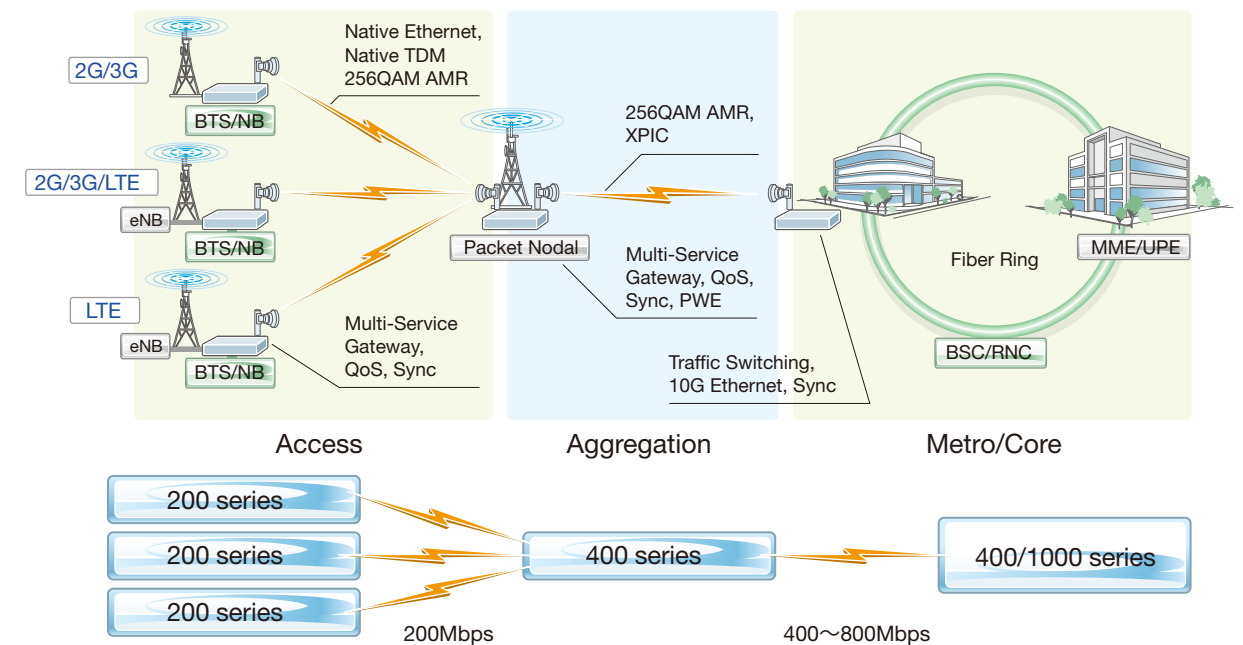 Native Ethernet,
Native TDM
256QAM AMR
2G/3G
BTS/NB
256QAM AMR,
XPIC
2G/3G/LTE
eNB
BTS/NB
Packet Nodal
Multi-Service
Gateway, QoS,
Sync, PWE
Fiber Ring
MME/UPE
LTE
eNB
BTS/NB
Multi-Service
Gateway,
QoS, Sync
Traffic Switching,
10G Ethernet, Sync
BSC/RNC
Access
Aggregation
Metro/Core
200 series
200 series
200 series
400 series
400/1000 series
200Mbps
400～800Mbps